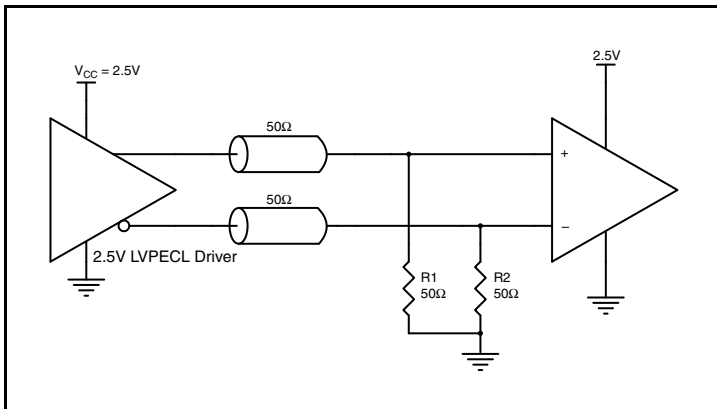 V_CC = 2.5V
2.5V
50Ω
+
50Ω
−
2.5V LVPECL Driver
R1
50Ω
R2
50Ω